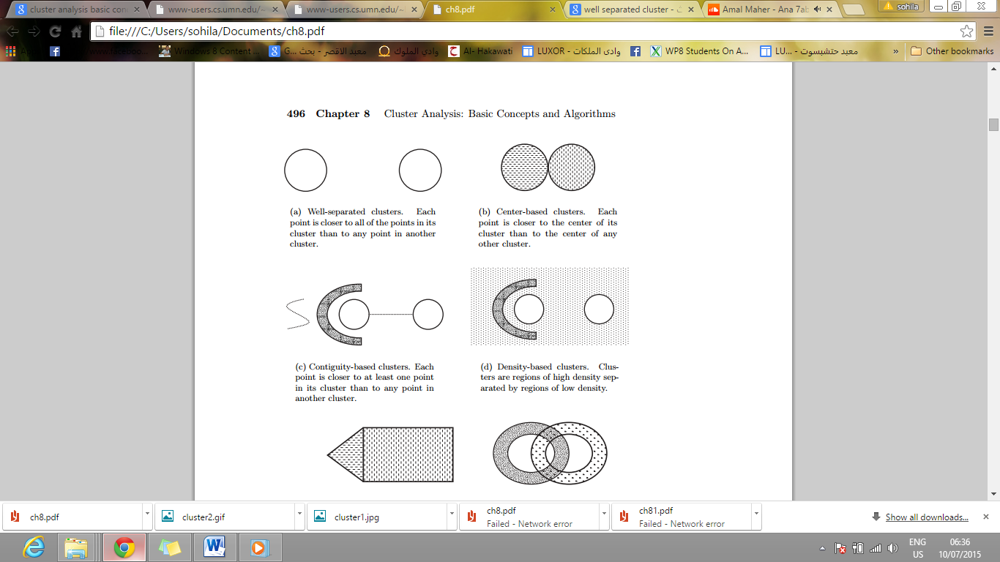 cluster analysis basic con
www-users.cs.umn.edu/~
www-users.cs.umn.edu/~
ch8.pdf
well separated cluster -
Amal Maher - Ana 7ab
sohila
file:///C:/Users/sohila/Documents/ch8.pdf
Windows 8 Content ...
G... معبد الاقصر - بحث
وادي الملوك
Al- Hakawati
LUXOR - وادى الملكات
WP8 Students On A...
LU... - معبد حتشبسوت
»
Other bookmarks
496 Chapter 8 Cluster Analysis: Basic Concepts and Algorithms
(a) Well-separated clusters. Each
point is closer to all of the points in its
cluster than to any point in another
cluster.
(b) Center-based clusters. Each
point is closer to the center of its
cluster than to the center of any
other cluster.
(c) Contiguity-based clusters. Each
point is closer to at least one point
in its cluster than to any point in
another cluster.
(d) Density-based clusters. Clus-
ters are regions of high density sep-
arated by regions of low density.
ch8.pdf
cluster2.gif
cluster1.jpg
ch8.pdf
Failed - Network error
ch81.pdf
Failed - Network error
Show all downloads...
ENG
US
06:36
10/07/2015